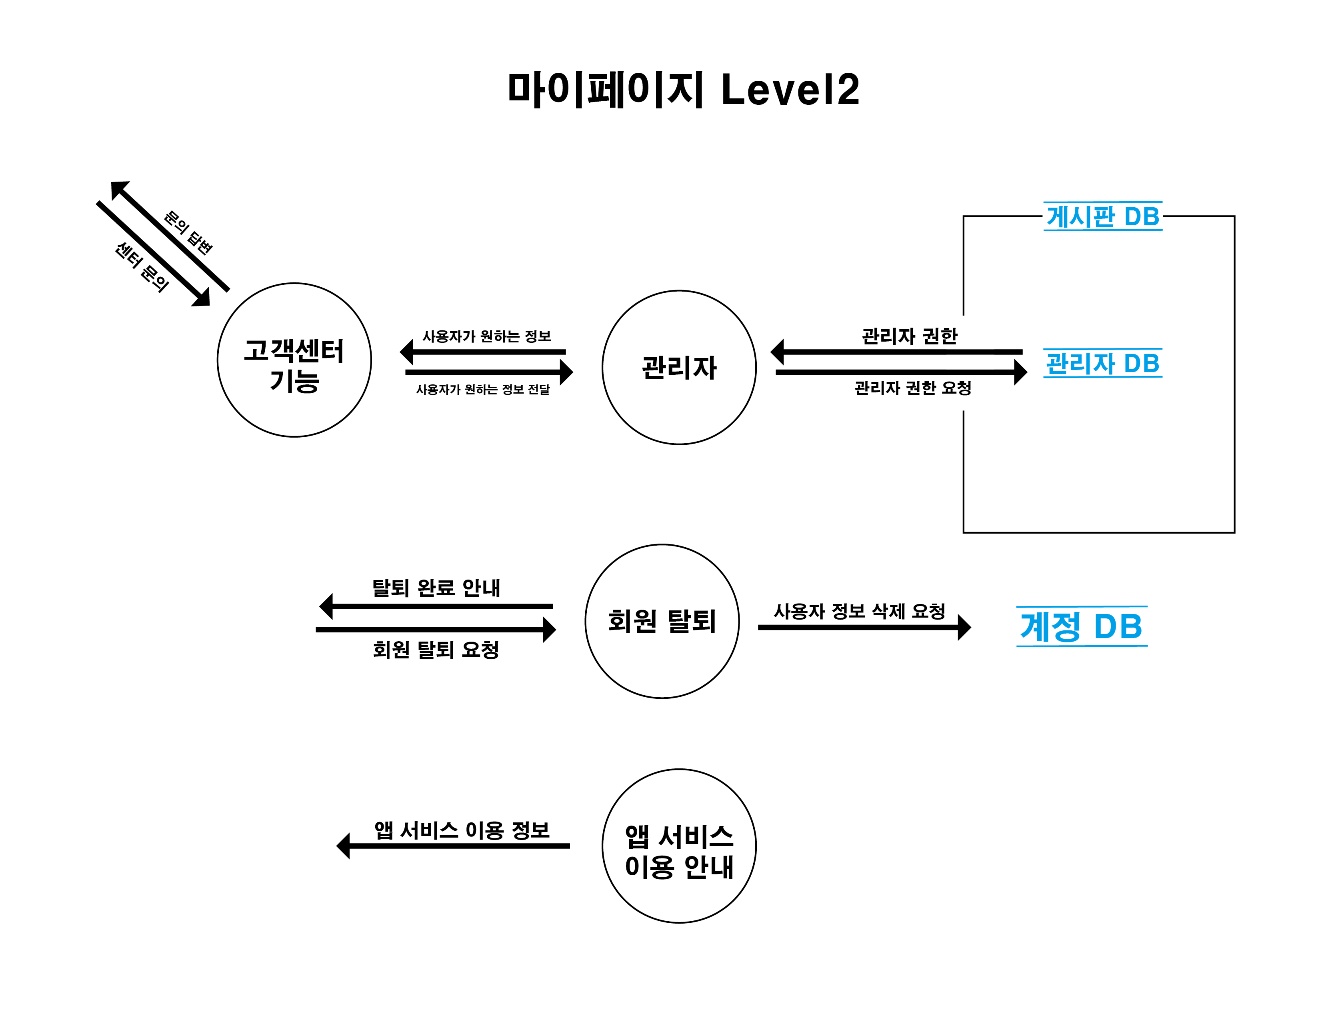 마이페이지 Level2
문의 답변
센터 문의
게시판 DB
고객센터
기능
사용자가 원하는 정보
사용자가 원하는 정보 전달
관리자
관리자 권한
관리자 권한 요청
관리자 DB
탈퇴 완료 안내
회원 탈퇴 요청
회원 탈퇴
사용자 정보 삭제 요청
계정 DB
앱 서비스 이용 정보
앱 서비스
이용 안내